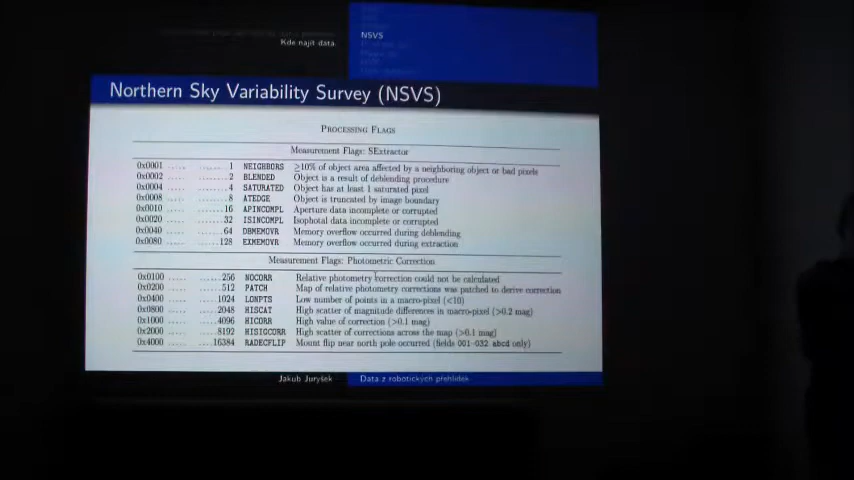 Kde najít data
NSVS
Northern Sky Variability Survey (NSVS)
PROCESSING FLAGS
Measurement Flags: SExtractor
0x0001 ..... ........ 1 NEIGHBORS ≥10% of object area affected by a neighboring object or bad pixels
0x0002 ..... ........ 2 BLENDED Object is a result of deblending procedure
0x0004 ..... ........ 4 SATURATED Object has at least 1 saturated pixel
0x0008 ..... ........ 8 ATEDGE Object is truncated by image boundary
0x0010 ..... ....... 16 APINCOMPL Aperture data incomplete or corrupted
0x0020 ..... ....... 32 ISINCOMPL Isophotal data incomplete or corrupted
0x0040 ..... ....... 64 DBMEMOVR Memory overflow occurred during deblending
0x0080 ..... ...... 128 EXMEMOVR Memory overflow occurred during extraction
Measurement Flags: Photometric Correction
0x0100 ..... ...... 256 NOCORR Relative photometry correction could not be calculated
0x0200 ..... ...... 512 PATCH Map of relative photometry corrections was patched to derive correction
0x0400 ..... ..... 1024 LONPTS Low number of points in a macro-pixel (<10)
0x0800 ..... ..... 2048 HISCAT High scatter of magnitude differences in macro-pixel (>0.2 mag)
0x1000 ..... ..... 4096 HICORR High value of correction (>0.1 mag)
0x2000 ..... ..... 8192 HISIGCORR High scatter of corrections across the map (>0.1 mag)
0x4000 ..... .... 16384 RADECFLIP Mount flip near north pole occurred (fields 001–032 abcd only)
Jakub Juryšek
Data z robotických přehlídek